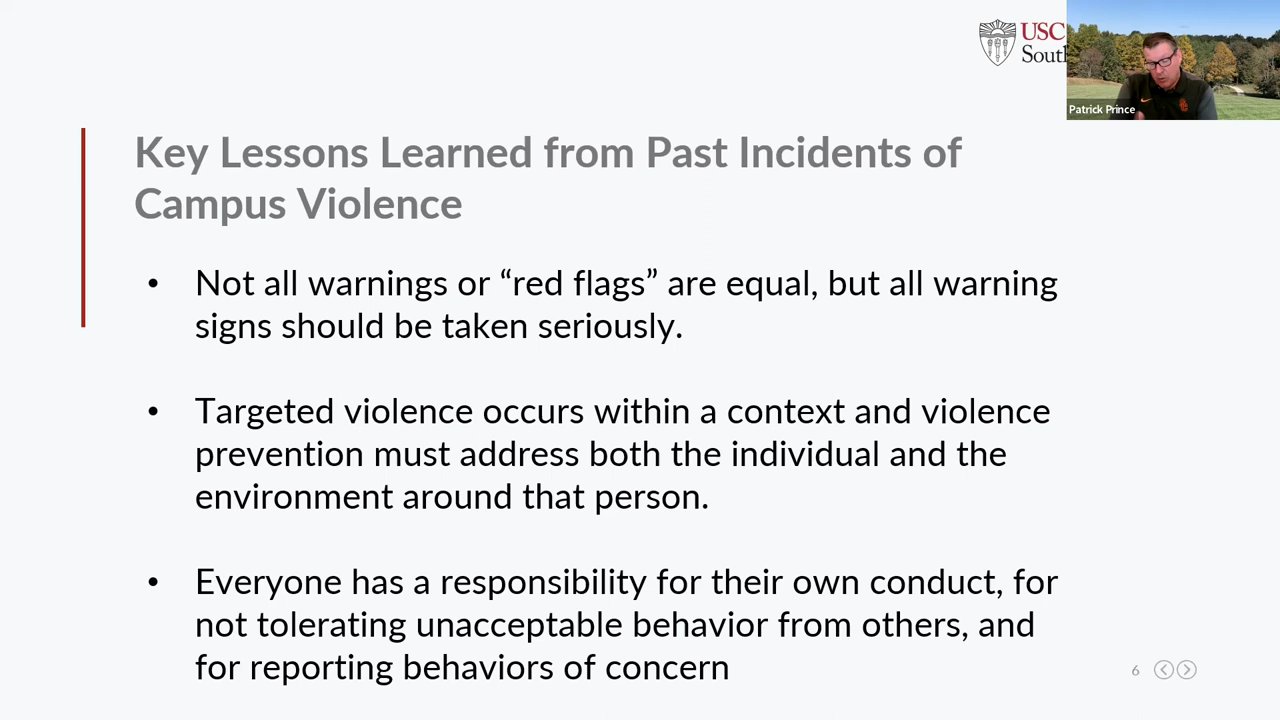 USC
South
Patrick Prince
Key Lessons Learned from Past Incidents of
Campus Violence
• Not all warnings or “red flags” are equal, but all warning
signs should be taken seriously.
• Targeted violence occurs within a context and violence
prevention must address both the individual and the
environment around that person.
• Everyone has a responsibility for their own conduct, for
not tolerating unacceptable behavior from others, and
for reporting behaviors of concern
6